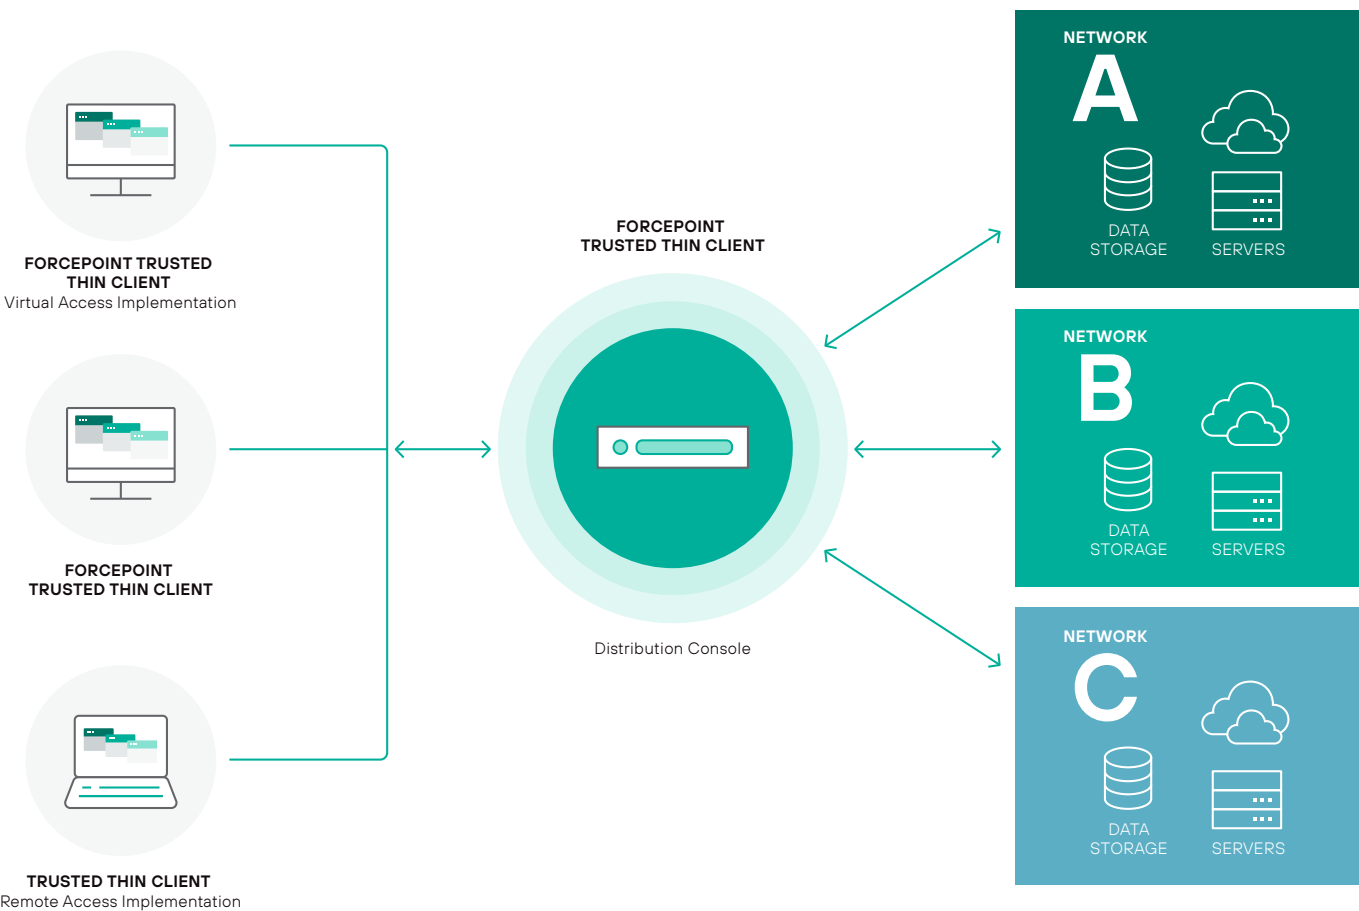 FORCEPOINT TRUSTED
THIN CLIENT
Virtual Access Implementation
FORCEPOINT
TRUSTED THIN CLIENT
TRUSTED THIN CLIENT
Remote Access Implementation
FORCEPOINT
TRUSTED THIN CLIENT
Distribution Console
NETWORK
A
DATA
STORAGE
SERVERS
NETWORK
B
DATA
STORAGE
SERVERS
NETWORK
C
DATA
STORAGE
SERVERS